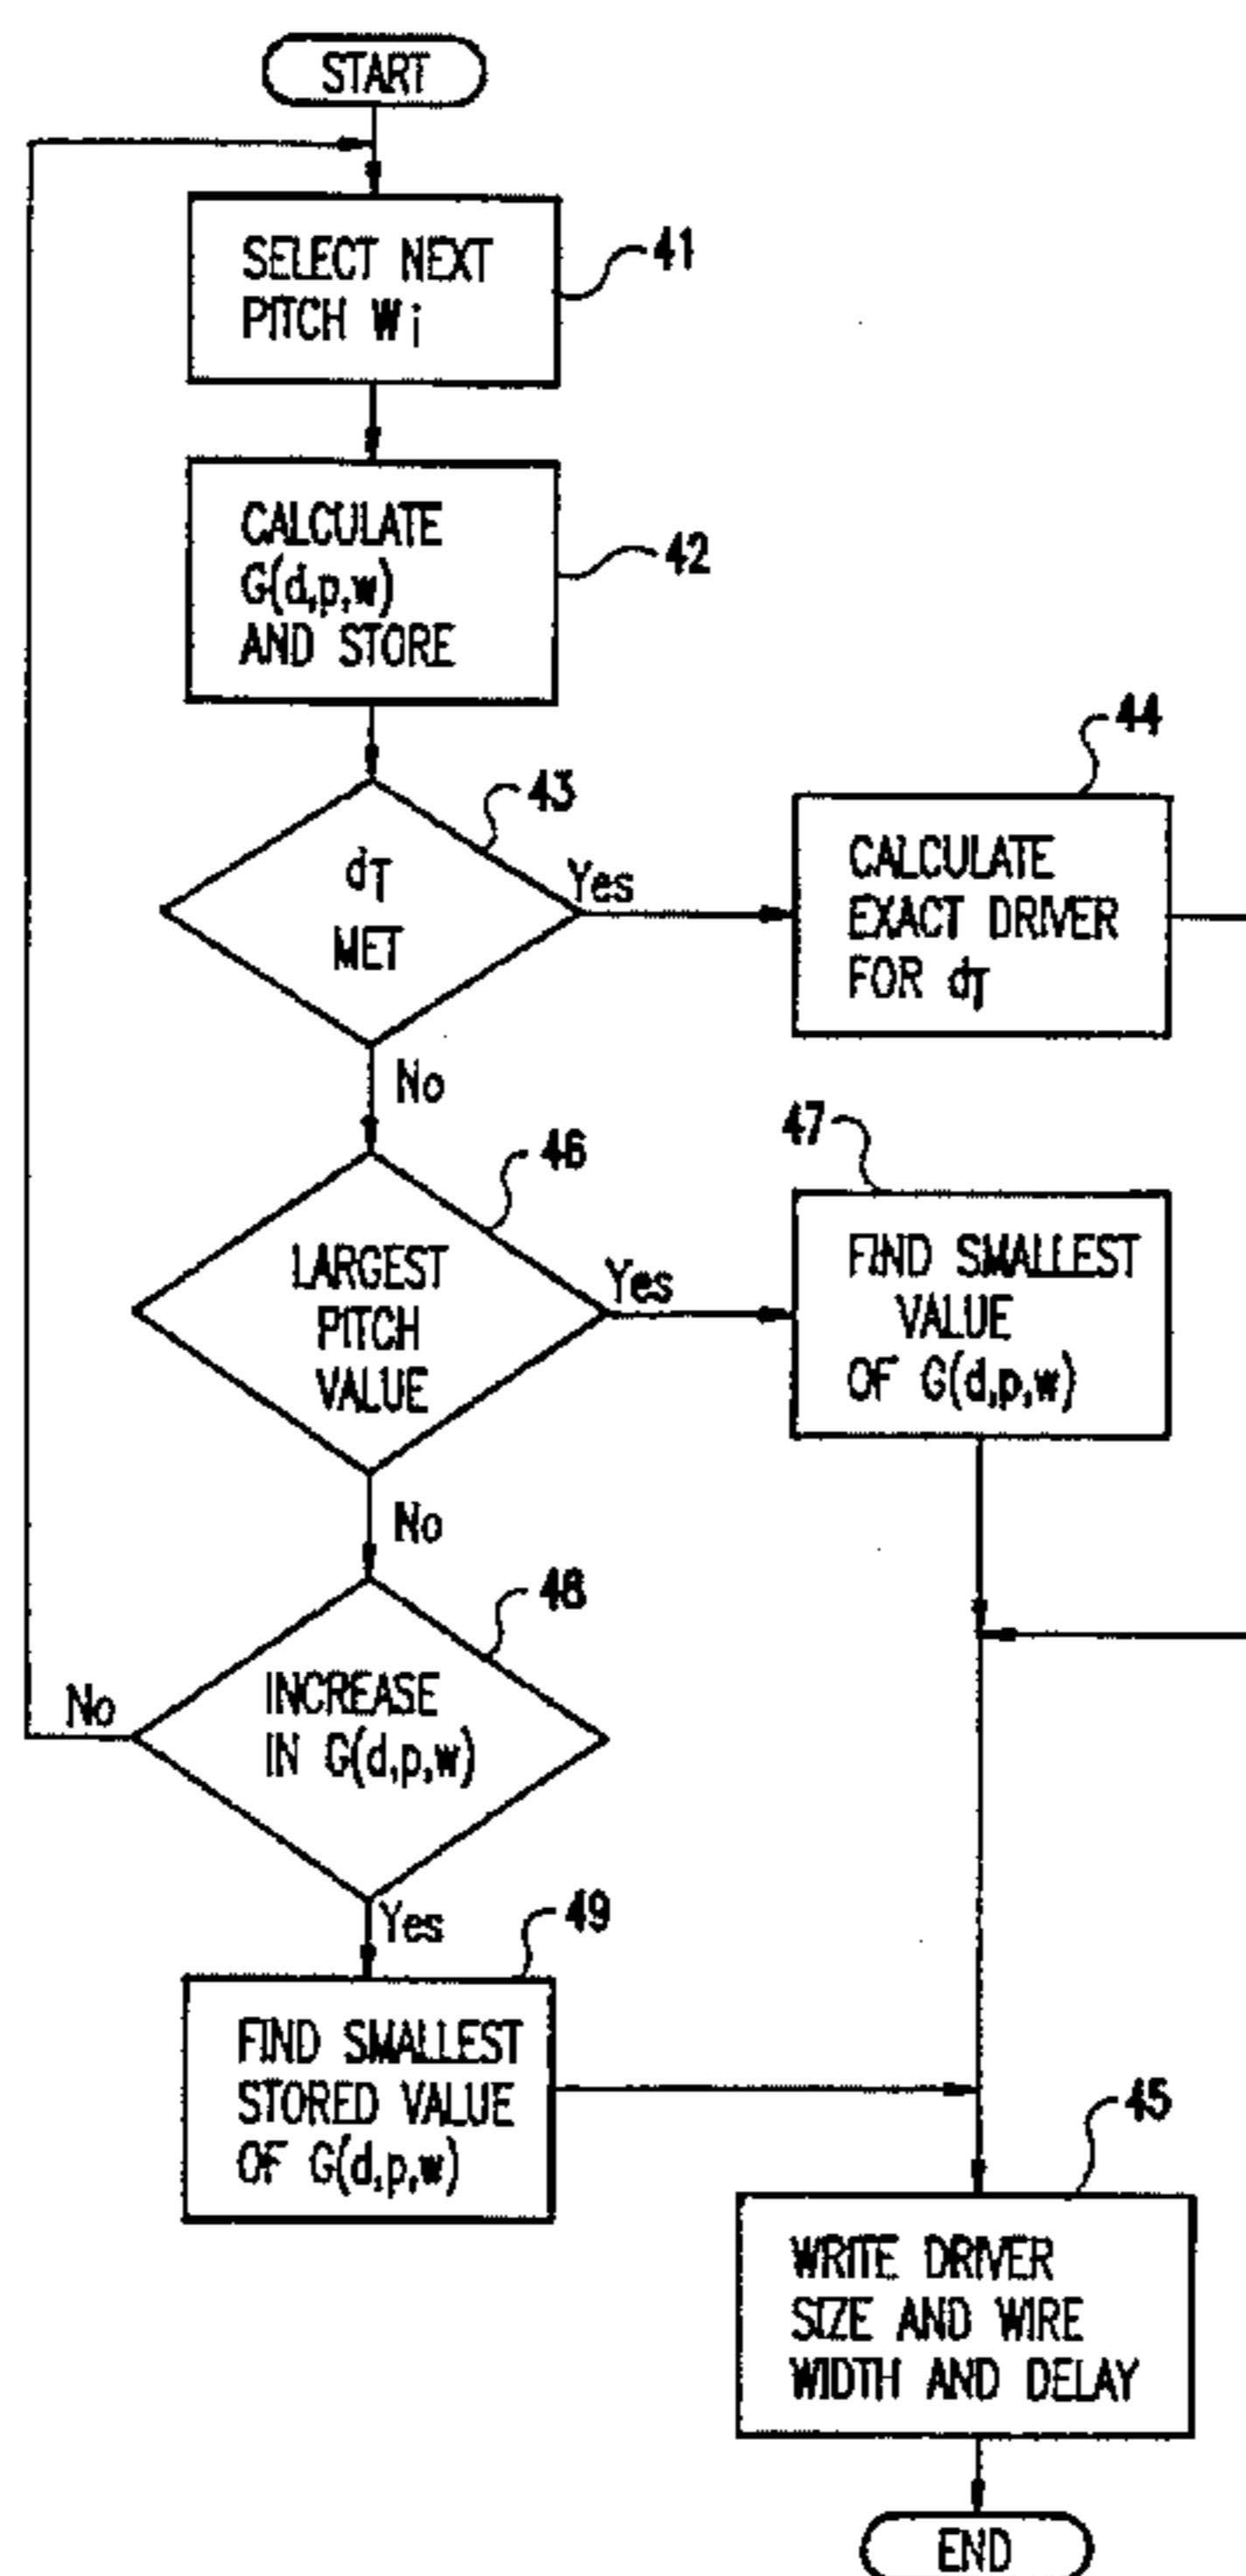 START
SELECT NEXT
PITCH Wi
41
CALCULATE
G(d,p,w)
AND STORE
42
43
dT
MET
Yes
No
44
CALCULATE
EXACT DRIVER
FOR dT
46
LARGEST
PITCH
VALUE
Yes
No
47
FIND SMALLEST
VALUE
OF G(d,p,w)
48
INCREASE
IN G(d,p,w)
No
Yes
49
FIND SMALLEST
STORED VALUE
OF G(d,p,w)
45
WRITE DRIVER
SIZE AND WIRE
WIDTH AND DELAY
END